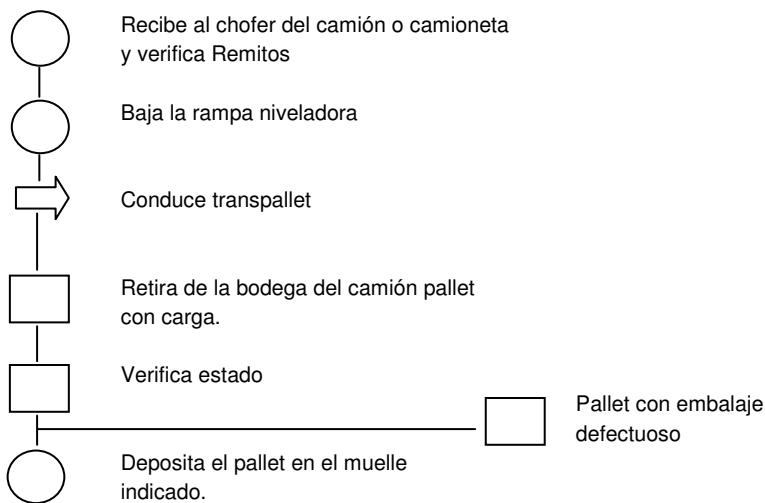 Recibe al chofer del camión o camioneta
y verifica Remitos
Baja la rampa niveladora
Conduce transpallet
Retira de la bodega del camión pallet
con carga.
Verifica estado
Pallet con embalaje
defectuoso
Deposita el pallet en el muelle
indicado.